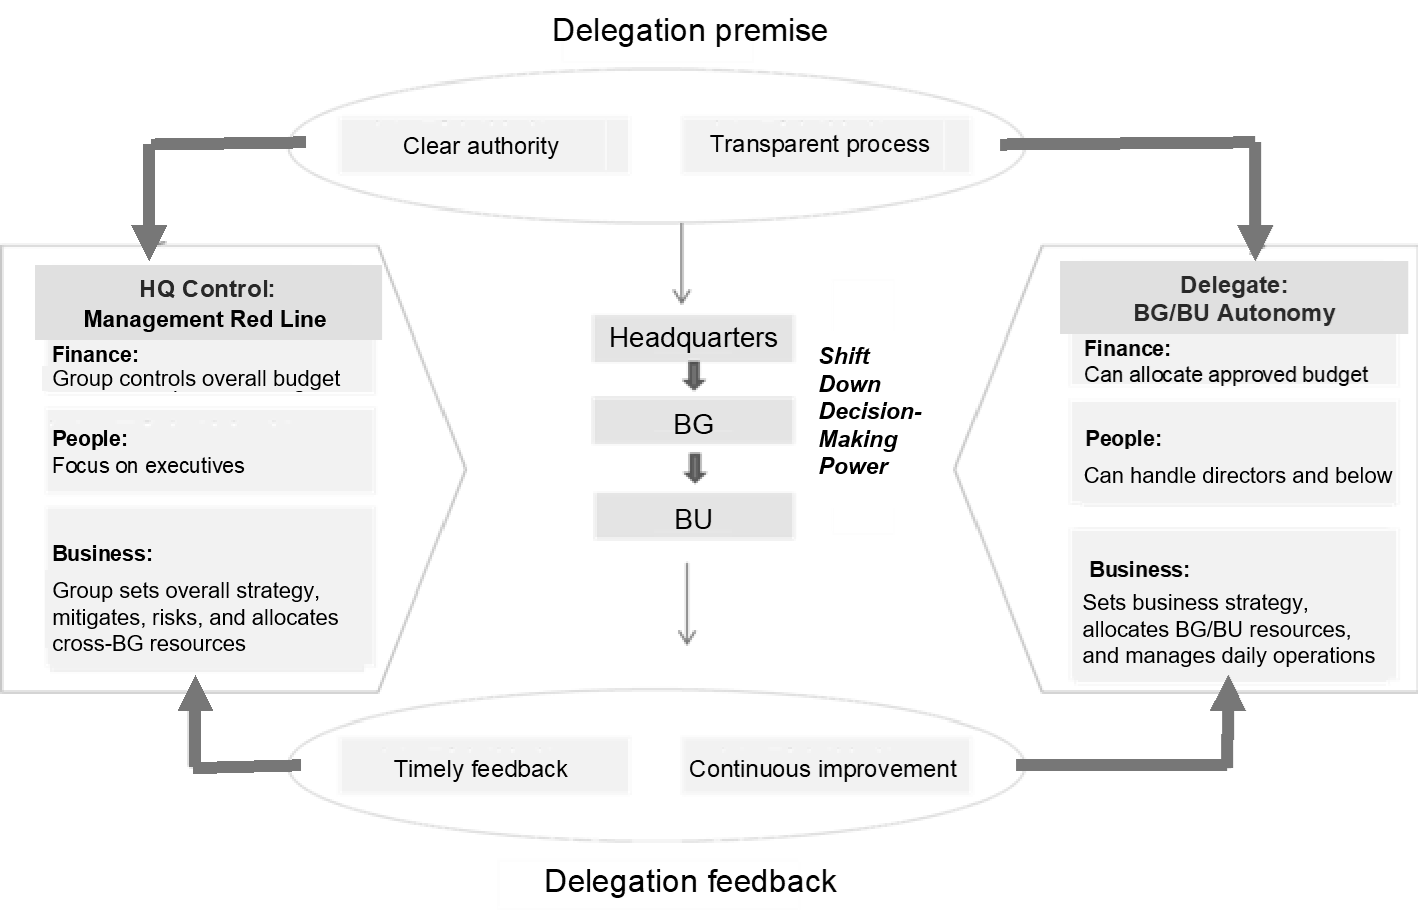 Delegation premise
Clear authority
Transparent process
HQ Control:
Management Red Line
Finance:
Group controls overall budget
People:
Focus on executives
Business:
Group sets overall strategy,
mitigates, risks, and allocates
cross-BG resources
Headquarters
BG
BU
Shift
Down
Decision-
Making
Power
Delegate:
BG/BU Autonomy
Finance:
Can allocate approved budget
People:
Can handle directors and below
Business:
Sets business strategy,
allocates BG/BU resources,
and manages daily operations
Timely feedback
Continuous improvement
Delegation feedback